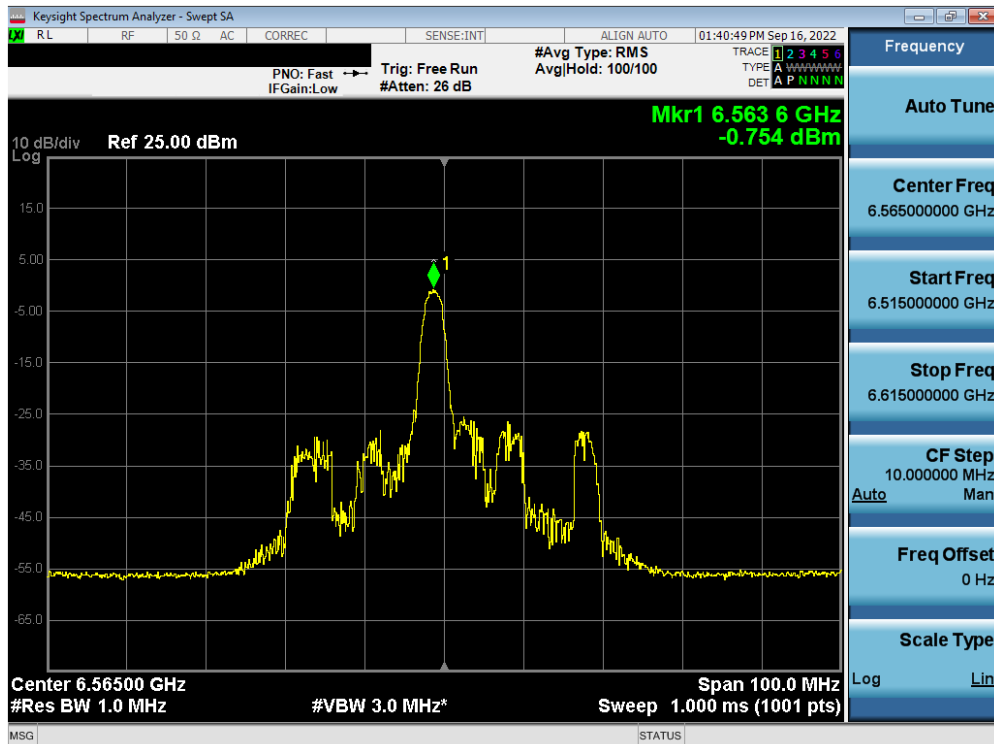 Keysight Spectrum Analyzer - Swept SA
LXI RL RF 50 Ω AC CORREC SENSE:INT ALIGN AUTO 01:40:49 PM Sep 16, 2022
PNO: Fast
IFGain:Low
Trig: Free Run
#Atten: 26 dB
#Avg Type: RMS
Avg|Hold: 100/100
TRACE 1 2 3 4 5 6
TYPE A WWWWW
DET A P N N N N
Mkr1 6.563 6 GHz
-0.754 dBm
10 dB/div Ref 25.00 dBm
Log
15.0
5.00
-5.00
-15.0
-25.0
-35.0
-45.0
-55.0
-65.0
1
Center 6.56500 GHz Span 100.0 MHz
#Res BW 1.0 MHz #VBW 3.0 MHz* Sweep 1.000 ms (1001 pts)
MSG STATUS
Frequency
Auto Tune
Center Freq
6.565000000 GHz
Start Freq
6.515000000 GHz
Stop Freq
6.615000000 GHz
CF Step
10.000000 MHz
Auto Man
Freq Offset
0 Hz
Scale Type
Log Lin